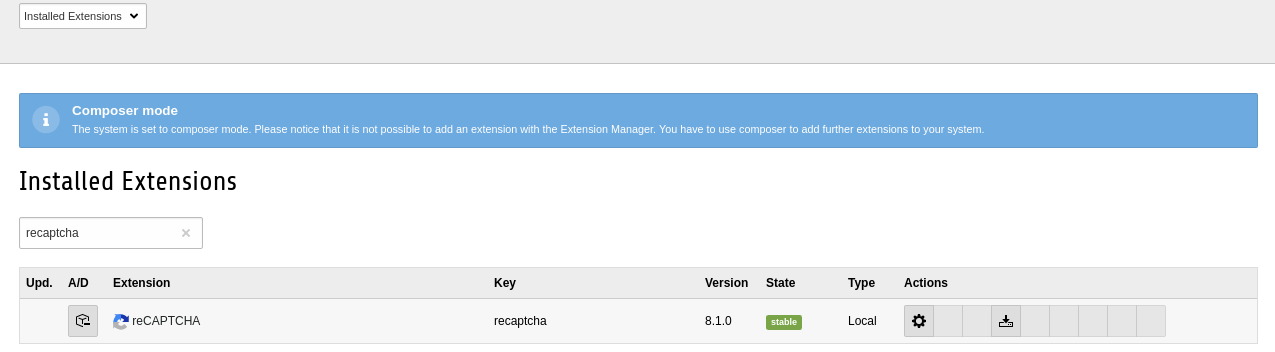 Installed Extensions
Composer mode
The system is set to composer mode. Please notice that it is not possible to add an extension with the Extension Manager. You have to use composer to add further extensions to your system.
Installed Extensions
recaptcha
Upd. A/D Extension Key Version State Type Actions
reCAPTCHA recaptcha 8.1.0 stable Local